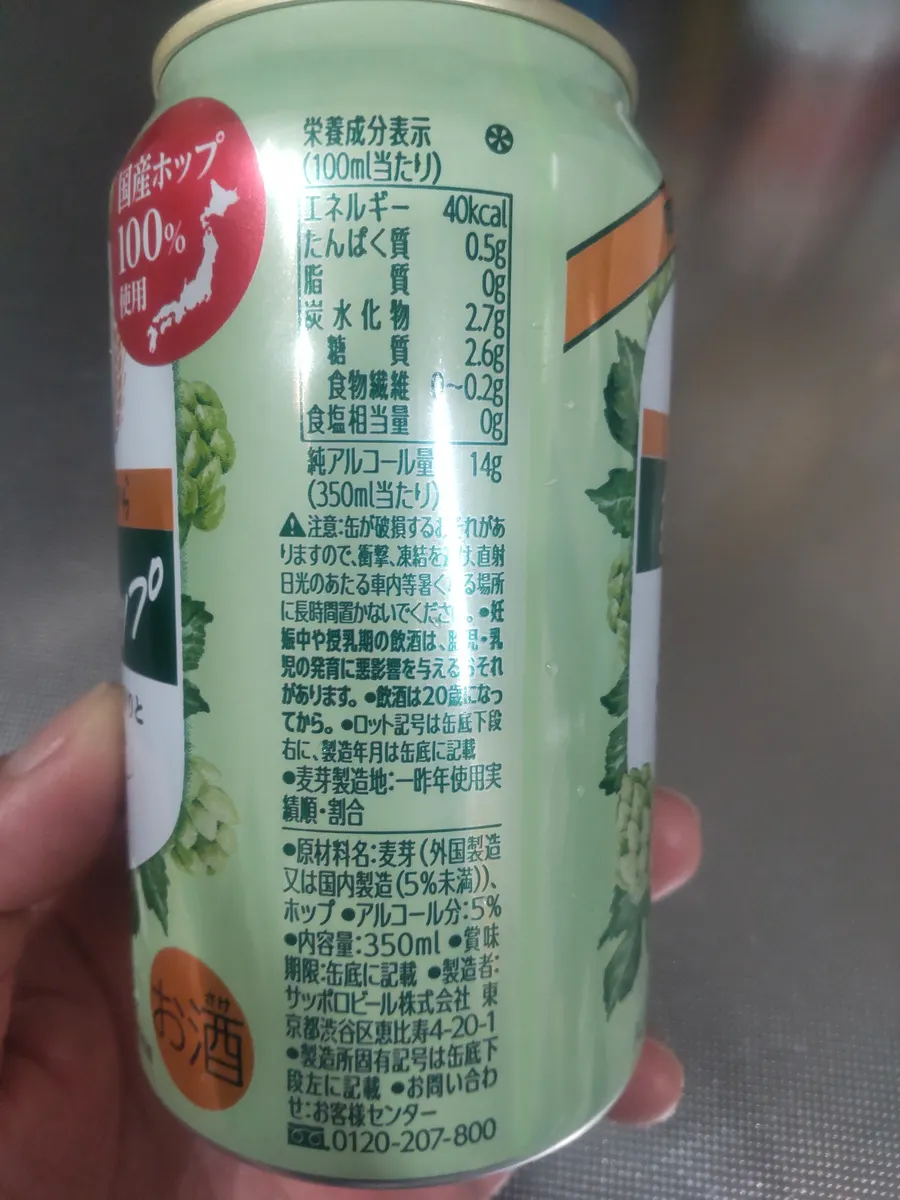 国産ホップ
100%
使用
栄養成分表示
(100ml当たり)
エネルギー 40kcal
たんぱく質 0.5g
脂質 0g
炭水化物 2.7g
糖質 2.6g
食物繊維 0~0.2g
食塩相当量 0g
純アルコール量 14g
(350ml当たり)
注意:缶が破損するおそれがあ
りますので、衝撃、凍結を避け、直射
日光のあたる車内等暑くなる場所
に長時間置かないでください。●妊
娠中や授乳期の飲酒は、胎児・乳
児の発育に悪影響を与えるおそれ
があります。●飲酒は20歳になっ
てから。●ロット記号は缶底下段
右に、製造年月は缶底に記載
●麦芽製造地:一昨年使用実
績順・割合
●原材料名:麦芽(外国製造
又は国内製造(5%未満))、
ホップ ●アルコール分:5%
●内容量:350ml ●賞味
期限:缶底に記載 ●製造者:
サッポロビール株式会社 東
京都渋谷区恵比寿4-20-1
●製造所固有記号は缶底下
段左に記載 ●お問い合わ
せ:お客様センター
0120-207-800
ら
ップ
りと
お酒